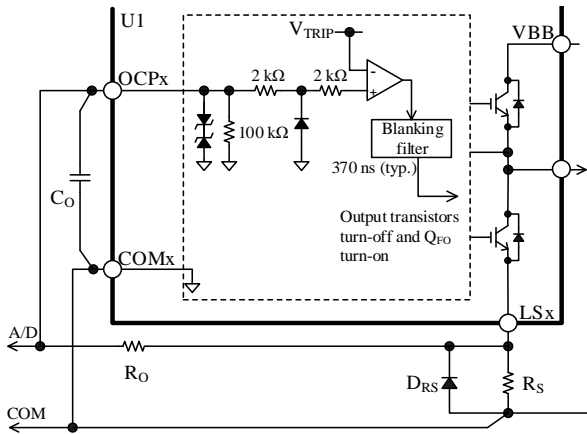 U1
VTRIP
VBB
OCPx
2 kΩ
2 kΩ
-
+
100 kΩ
Blanking
filter
370 ns (typ.)
CO
Output transistors
turn-off and QFO
turn-on
COMx
LSx
A/D
RO
DRS
RS
COM